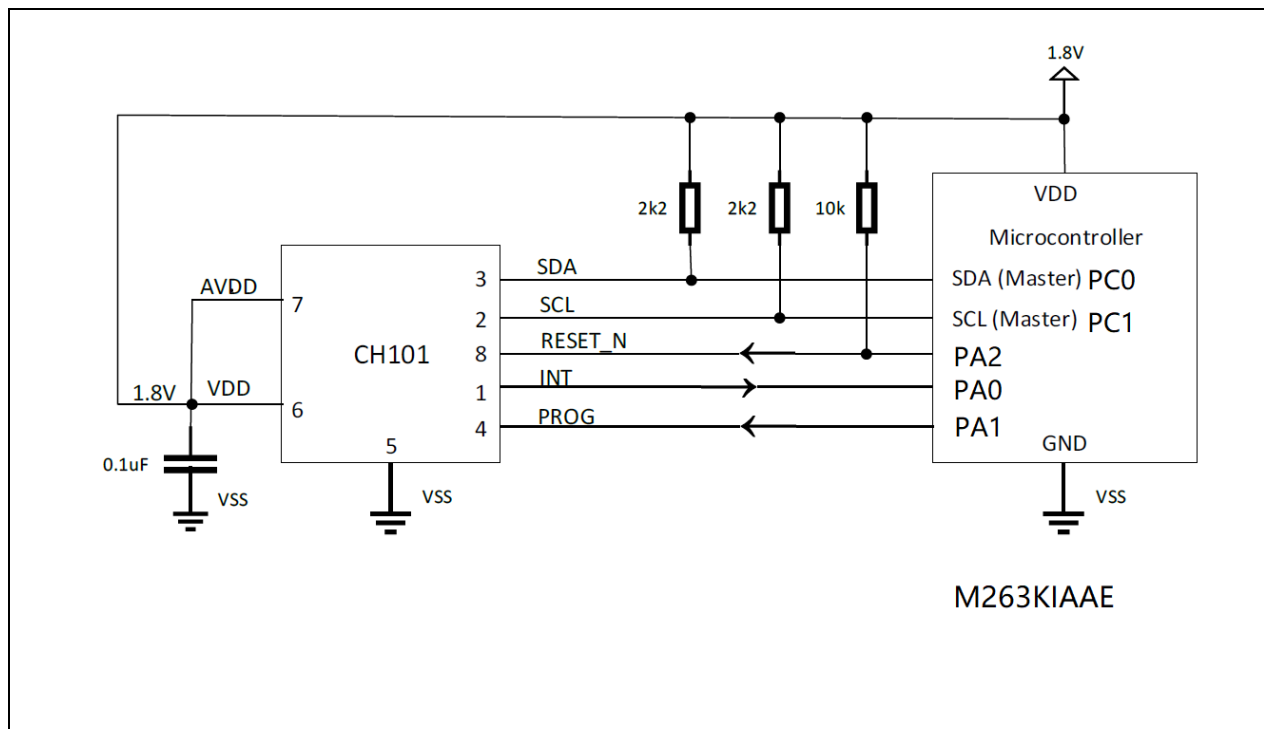 1.8V
2k2
2k2
10k
VDD
Microcontroller
SDA (Master) PC0
SCL (Master) PC1
PA2
PA0
PA1
GND
VSS
M263KIAAE
SDA
SCL
RESET_N
INT
PROG
3
2
8
1
4
CH101
7
6
5
AVDD
1.8V
VDD
0.1uF
VSS
VSS